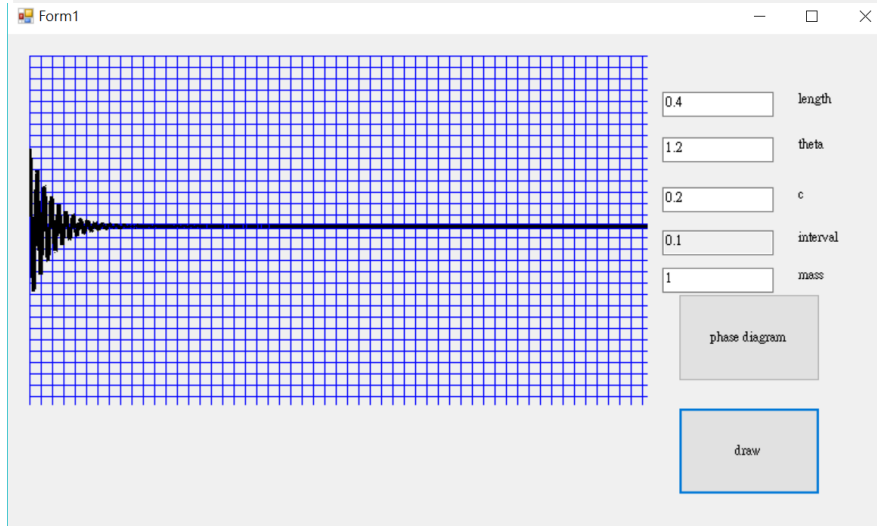 Form1
0.4 length
1.2 theta
0.2 c
0.1 interval
1 mass
phase diagram
draw